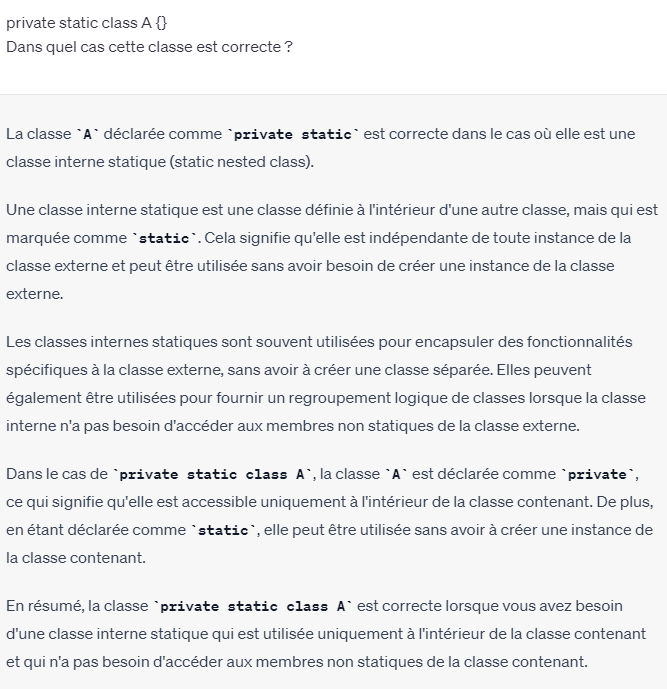 private static class A {}
Dans quel cas cette classe est correcte ?
La classe `A` déclarée comme `private static` est correcte dans le cas où elle est une
classe interne statique (static nested class).
Une classe interne statique est une classe définie à l'intérieur d'une autre classe, mais qui est
marquée comme `static`. Cela signifie qu'elle est indépendante de toute instance de la
classe externe et peut être utilisée sans avoir besoin de créer une instance de la classe
externe.
Les classes internes statiques sont souvent utilisées pour encapsuler des fonctionnalités
spécifiques à la classe externe, sans avoir à créer une classe séparée. Elles peuvent
également être utilisées pour fournir un regroupement logique de classes lorsque la classe
interne n'a pas besoin d'accéder aux membres non statiques de la classe externe.
Dans le cas de `private static class A`, la classe `A` est déclarée comme `private`,
ce qui signifie qu'elle est accessible uniquement à l'intérieur de la classe contenant. De plus,
en étant déclarée comme `static`, elle peut être utilisée sans avoir à créer une instance de
la classe contenant.
En résumé, la classe `private static class A` est correcte lorsque vous avez besoin
d'une classe interne statique qui est utilisée uniquement à l'intérieur de la classe contenant
et qui n'a pas besoin d'accéder aux membres non statiques de la classe contenant.